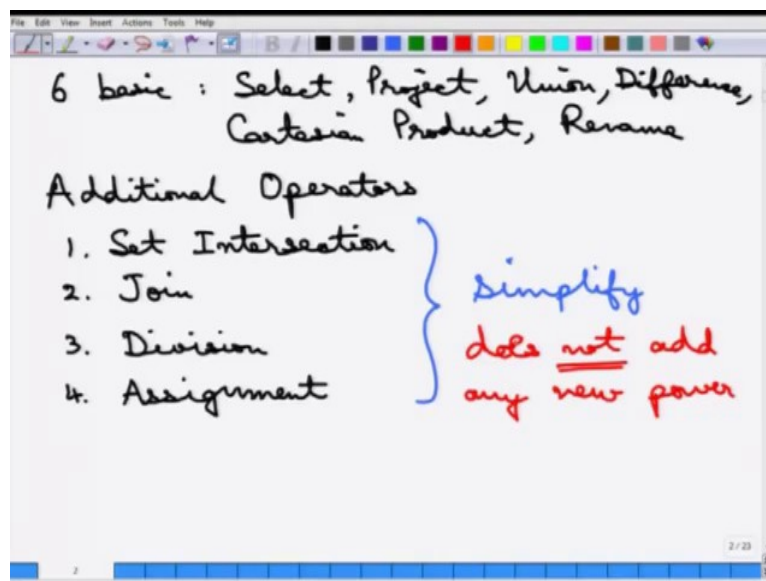 File Edit View Insert Actions Tools Help
6 basic : Select, Project, Union, Difference,
Cartesian Product, Rename
Additional Operators
1. Set Intersection
2. Join
3. Division
4. Assignment
simplify
does not add
any new power
2 / 23
2